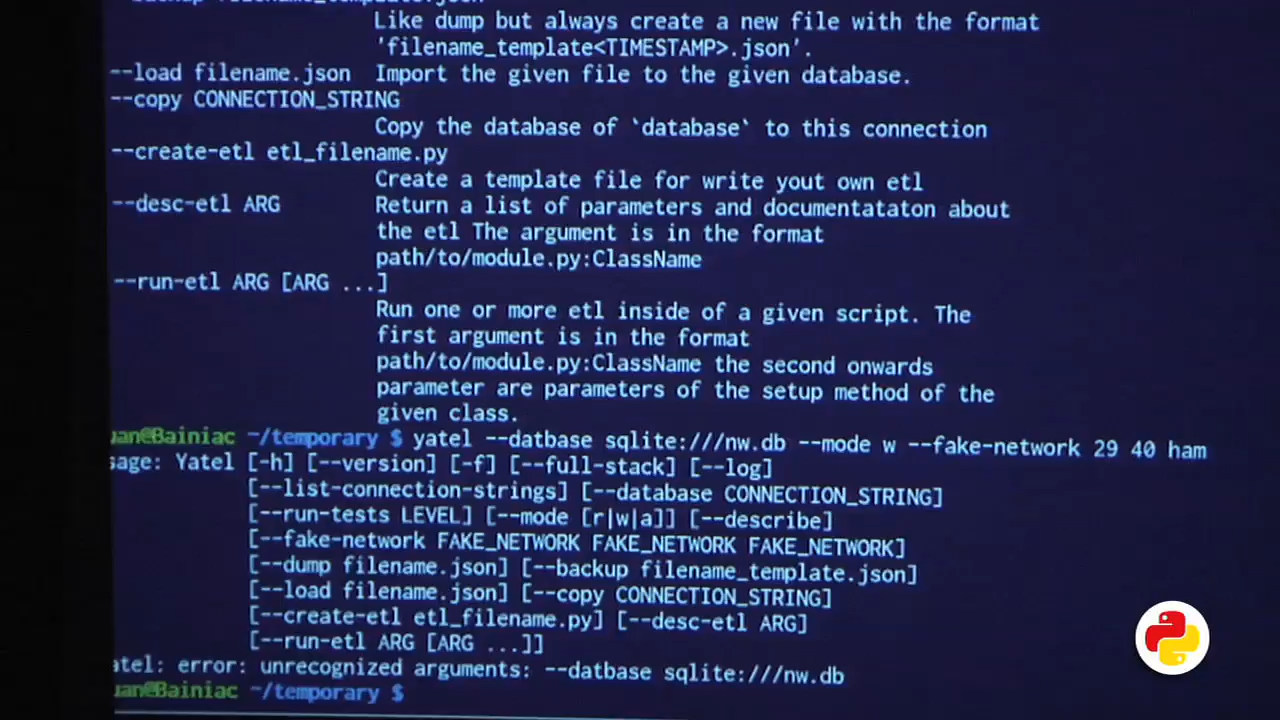 Like dump but always create a new file with the format
'filename_template<TIMESTAMP>.json'.
--load filename.json Import the given file to the given database.
--copy CONNECTION_STRING
Copy the database of `database` to this connection
--create-etl etl_filename.py
Create a template file for write yout own etl
--desc-etl ARG Return a list of parameters and documentataton about
the etl The argument is in the format
path/to/module.py:ClassName
--run-etl ARG [ARG ...]
Run one or more etl inside of a given script. The
first argument is in the format
path/to/module.py:ClassName the second onwards
parameter are parameters of the setup method of the
given class.
uan@Bainiac ~/temporary $ yatel --datbase sqlite:///nw.db --mode w --fake-network 29 40 ham
sage: Yatel [-h] [--version] [-f] [--full-stack] [--log]
[--list-connection-strings] [--database CONNECTION_STRING]
[--run-tests LEVEL] [--mode [r|w|a]] [--describe]
[--fake-network FAKE_NETWORK FAKE_NETWORK FAKE_NETWORK]
[--dump filename.json] [--backup filename_template.json]
[--load filename.json] [--copy CONNECTION_STRING]
[--create-etl etl_filename.py] [--desc-etl ARG]
[--run-etl ARG [ARG ...]]
atel: error: unrecognized arguments: --datbase sqlite:///nw.db
uan@Bainiac ~/temporary $